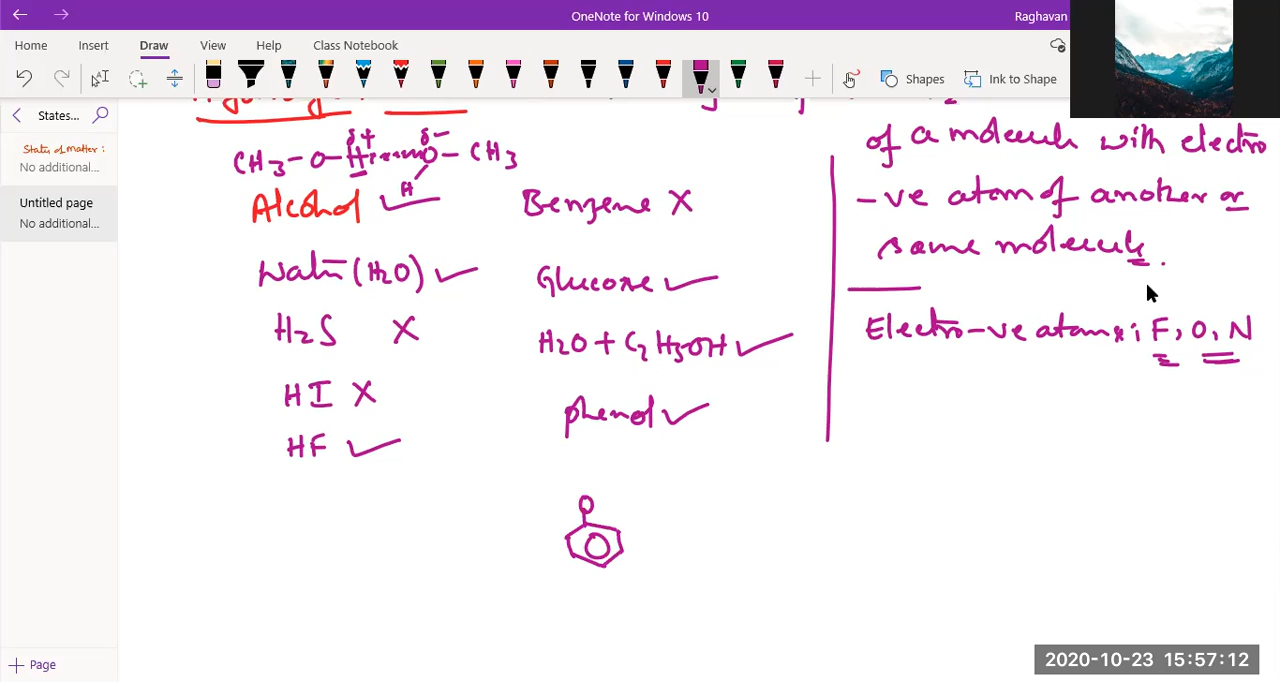 OneNote for Windows 10
Raghavan
Home Insert Draw View Help Class Notebook
Shapes Ink to Shape
States...
States of matter:
No additional...
Untitled page
No additional...
Page
δ+ δ-
CH3-O-H O-CH3
H
Alcohol ✓
Water (H2O) ✓
H2S X
HI X
HF ✓
Benzene X
Glucose ✓
H2O + C2H5OH ✓
phenol ✓
O
of a molecule with electro
-ve atom of another or
same molecule.
Electro-ve atoms; F, O, N
2020-10-23 15:57:12